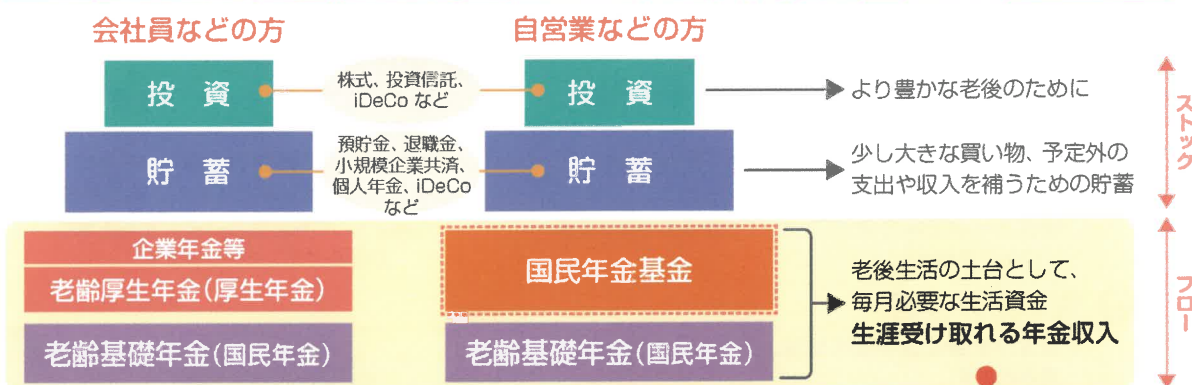 会社員などの方
自営業などの方
投 資
株式、投資信託、
iDeCo など
投 資
より豊かな老後のために
貯 蓄
預貯金、退職金、
小規模企業共済、
個人年金、iDeCo
など
貯 蓄
少し大きな買い物、予定外の
支出や収入を補うための貯蓄
ストック
企業年金等
老齢厚生年金(厚生年金)
老齢基礎年金(国民年金)
国民年金基金
老齢基礎年金(国民年金)
老後生活の土台として、
毎月必要な生活資金
生涯受け取れる年金収入
フロー